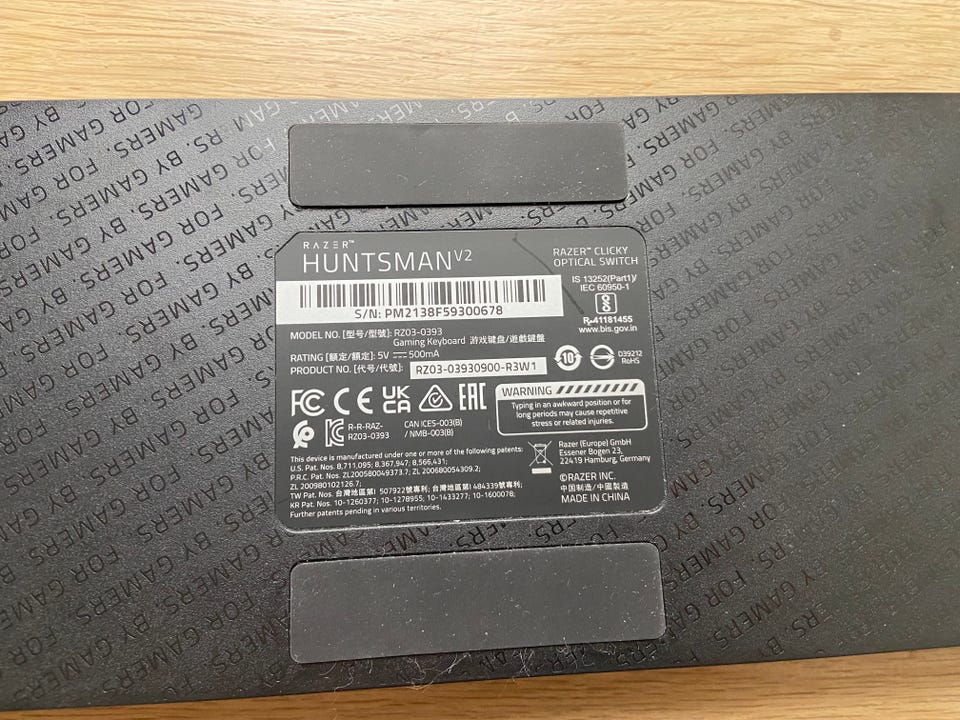 FOR GAMERS. BY GAMERS.
RAZER™
HUNTSMAN V2
RAZER™ CLICKY
OPTICAL SWITCH
S/N: PM2138F59300678
IS 13252(Part1)/
IEC 60950-1
R-41181455
www.bis.gov.in
MODEL NO. [型号/型號]: RZ03-0393
Gaming Keyboard 游戏键盘/遊戲鍵盤
RATING [额定/額定]: 5V ⎓ 500mA
PRODUCT NO. [代号/代號]: RZ03-03930900-R3W1
10
D39212
RoHS
FC CE UK
CA EAC
WARNING
Typing in an awkward position or for
long periods may cause repetitive
stress or related injuries.
R-R-RAZ-
RZ03-0393
CAN ICES-003(B)
/ NMB-003(B)
This device is manufactured under one or more of the following patents:
U.S. Pat. Nos. 8,711,095; 8,367,947; 8,566,431;
P.R.C. Pat. Nos. ZL200580049373.7; ZL 200680054309.2;
ZL 200980102126.7;
TW Pat. Nos. 台灣地區第I 507922號專利; 台灣地區第I 484339號專利;
KR Pat. Nos. 10-1260377; 10-1278955; 10-1433277; 10-1600078;
Further patents pending in various territories.
Razer (Europe) GmbH
Essener Bogen 23,
22419 Hamburg, Germany
©RAZER INC.
中国制造/中國製造
MADE IN CHINA